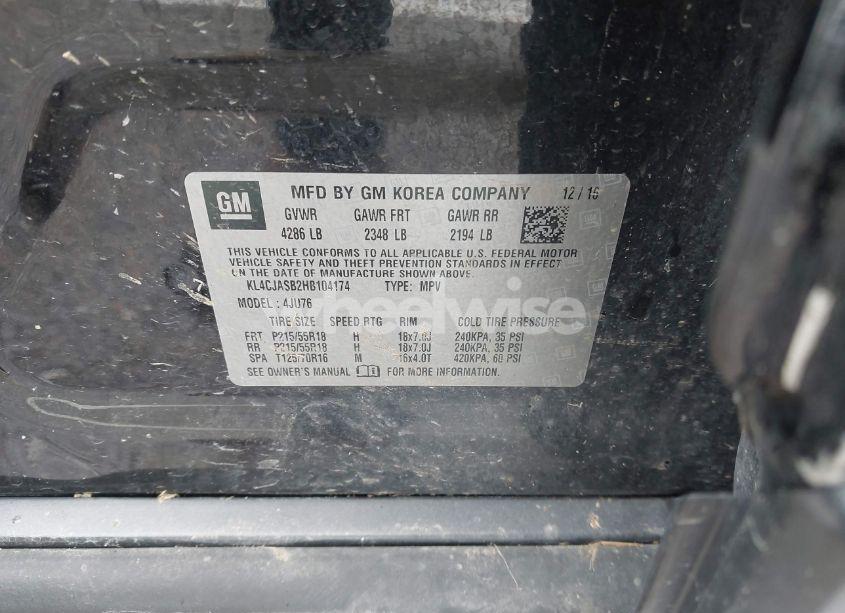 GM
MFD BY GM KOREA COMPANY 12/16
GVWR GAWR FRT GAWR RR
4286 LB 2348 LB 2194 LB
THIS VEHICLE CONFORMS TO ALL APPLICABLE U.S. FEDERAL MOTOR
VEHICLE SAFETY AND THEFT PREVENTION STANDARDS IN EFFECT
ON THE DATE OF MANUFACTURE SHOWN ABOVE.
KL4CJASB2HB104174 TYPE: MPV
MODEL: 4JU76
wheelwise
TIRE SIZE SPEED RTG RIM COLD TIRE PRESSURE
FRT P215/55R18 H 18x7.0J 240KPA, 35 PSI
RR P215/55R18 H 18x7.0J 240KPA, 35 PSI
SPA T125/70R16 M 16x4.0T 420KPA, 60 PSI
SEE OWNER'S MANUAL FOR MORE INFORMATION.